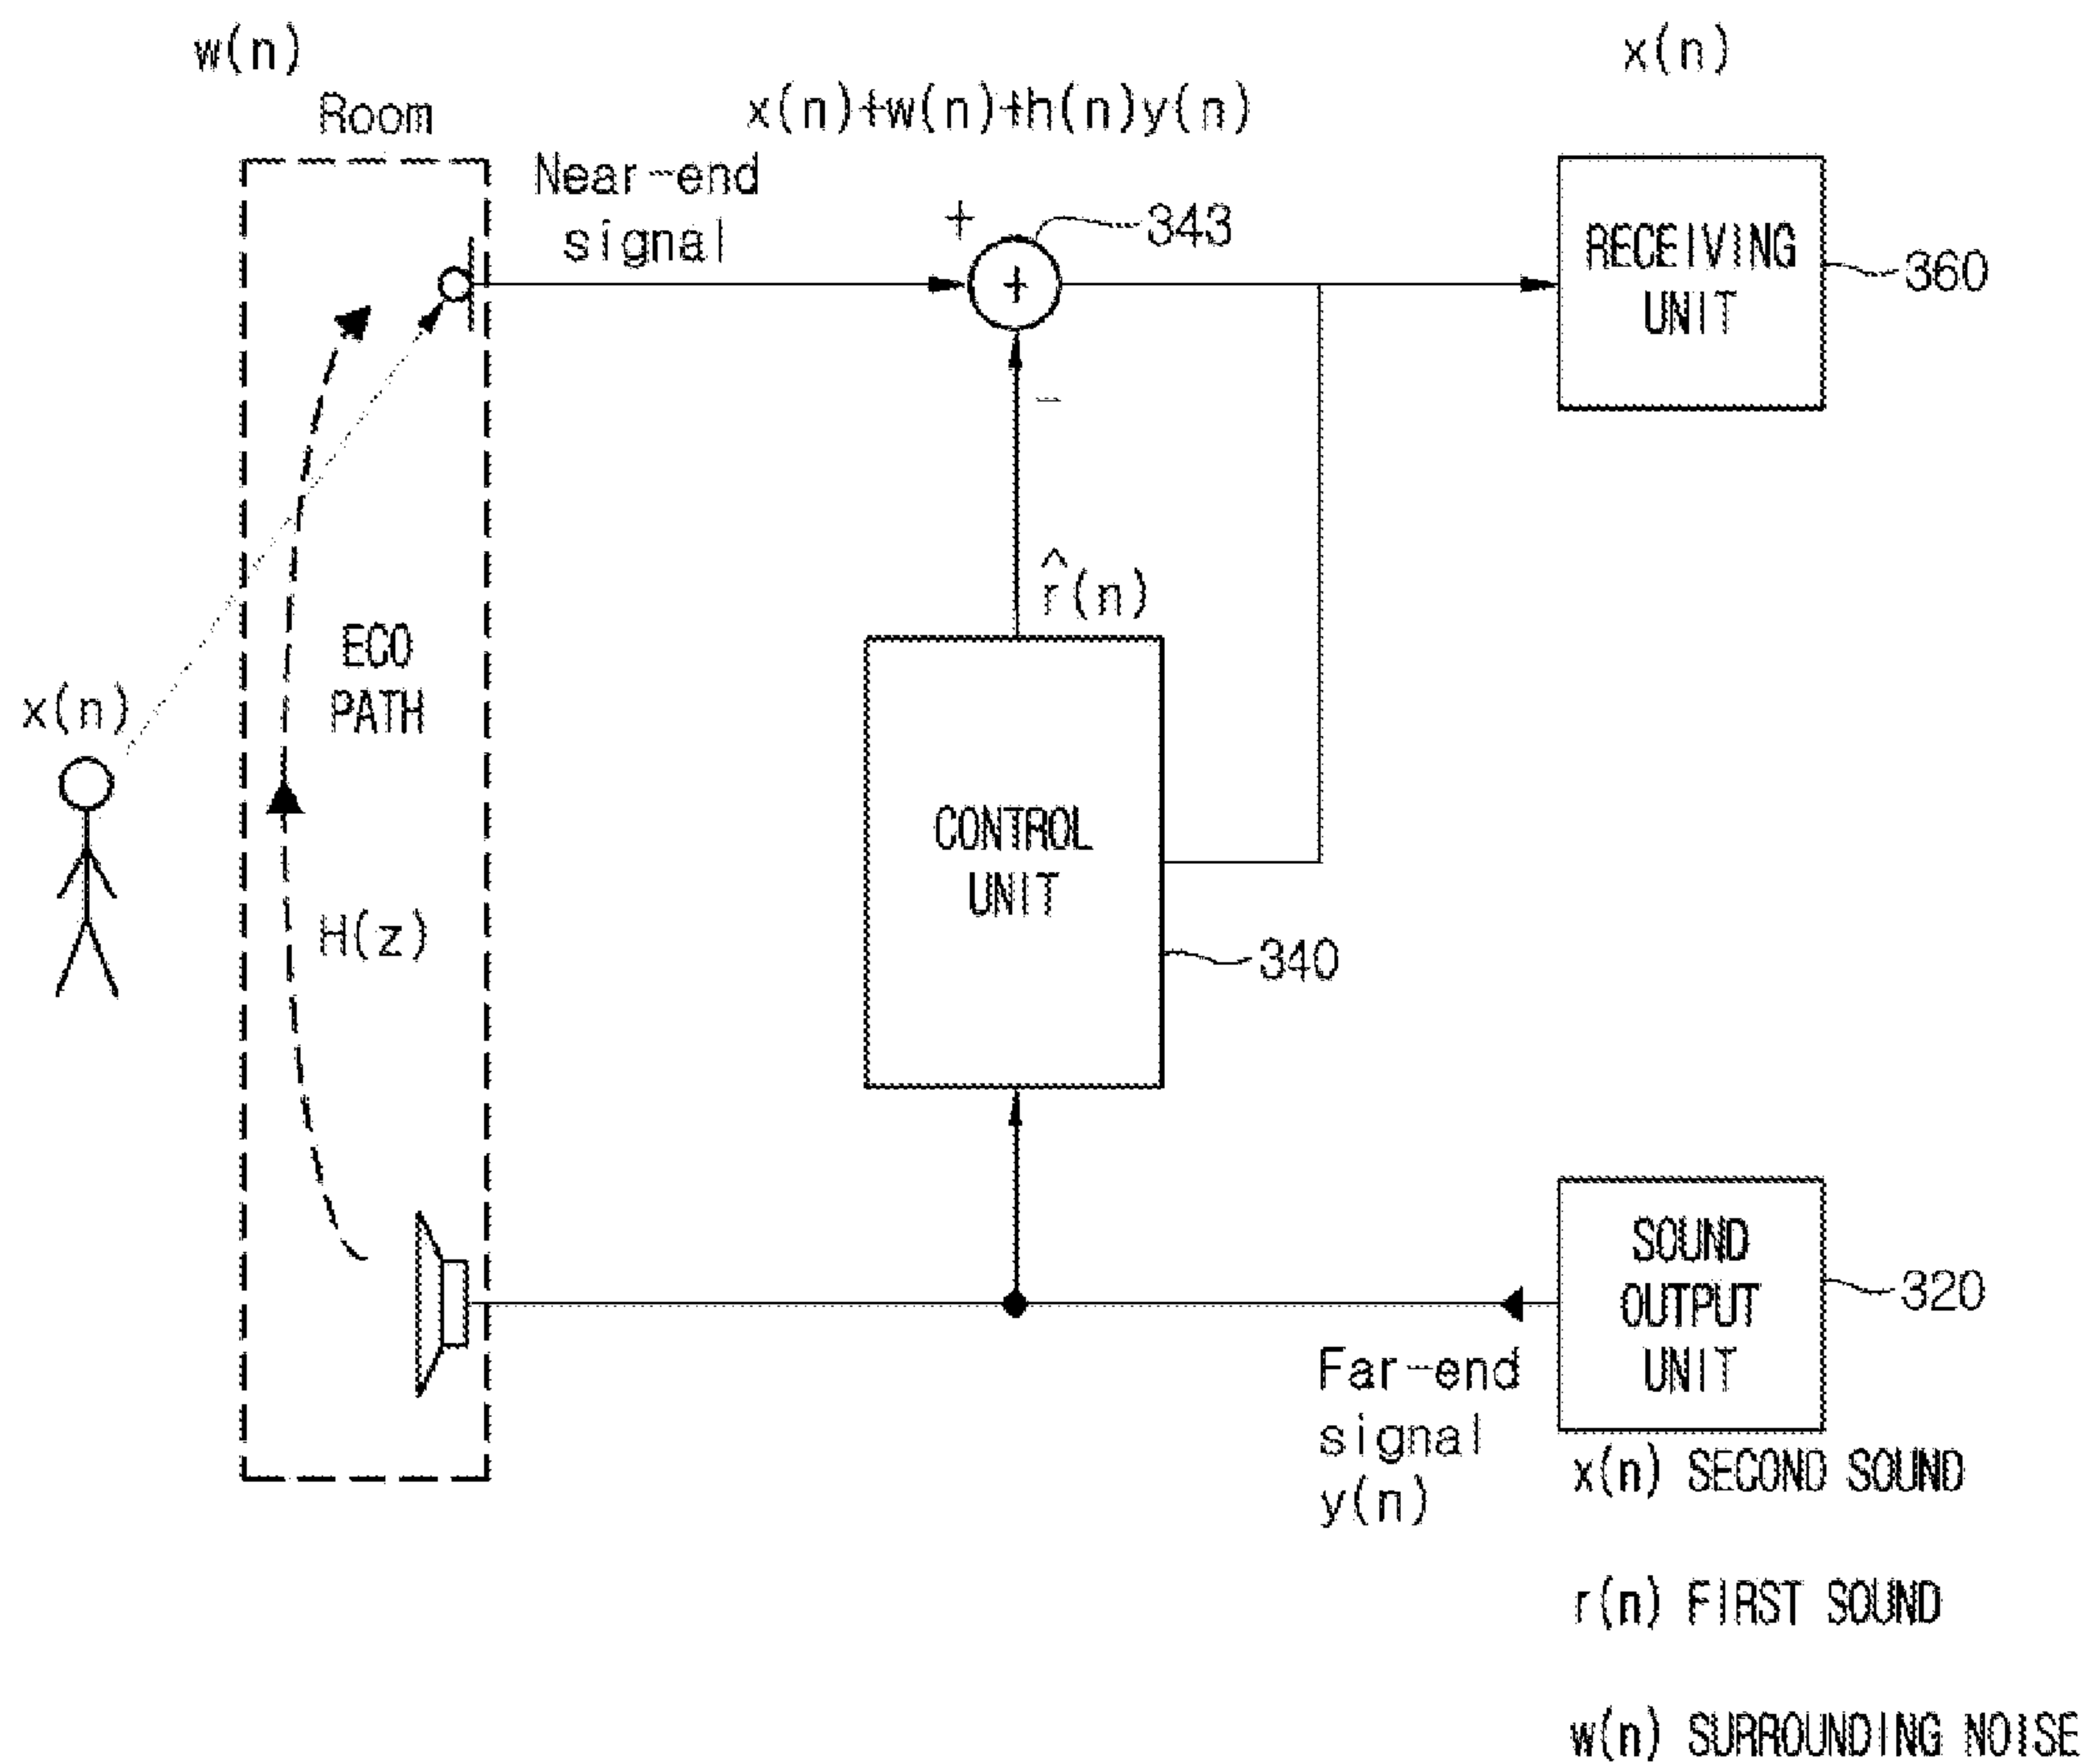 w(n)
x(n)
Room
x(n)+w(n)+h(n)y(n)
Near-end
signal
+
343
+
RECEIVING
UNIT
360
-
r̂(n)
ECO
PATH
x(n)
CONTROL
UNIT
H(z)
340
SOUND
OUTPUT
UNIT
320
Far-end
signal
y(n)
x(n) SECOND SOUND
r(n) FIRST SOUND
w(n) SURROUNDING NOISE